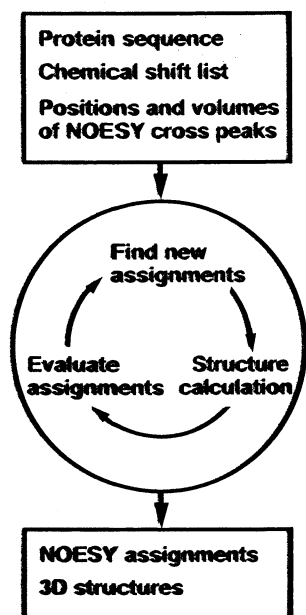 Protein sequence
Chemical shift list
Positions and volumes
of NOESY cross peaks
Find new
assignments
Evaluate
assignments
Structure
calculation
NOESY assignments
3D structures